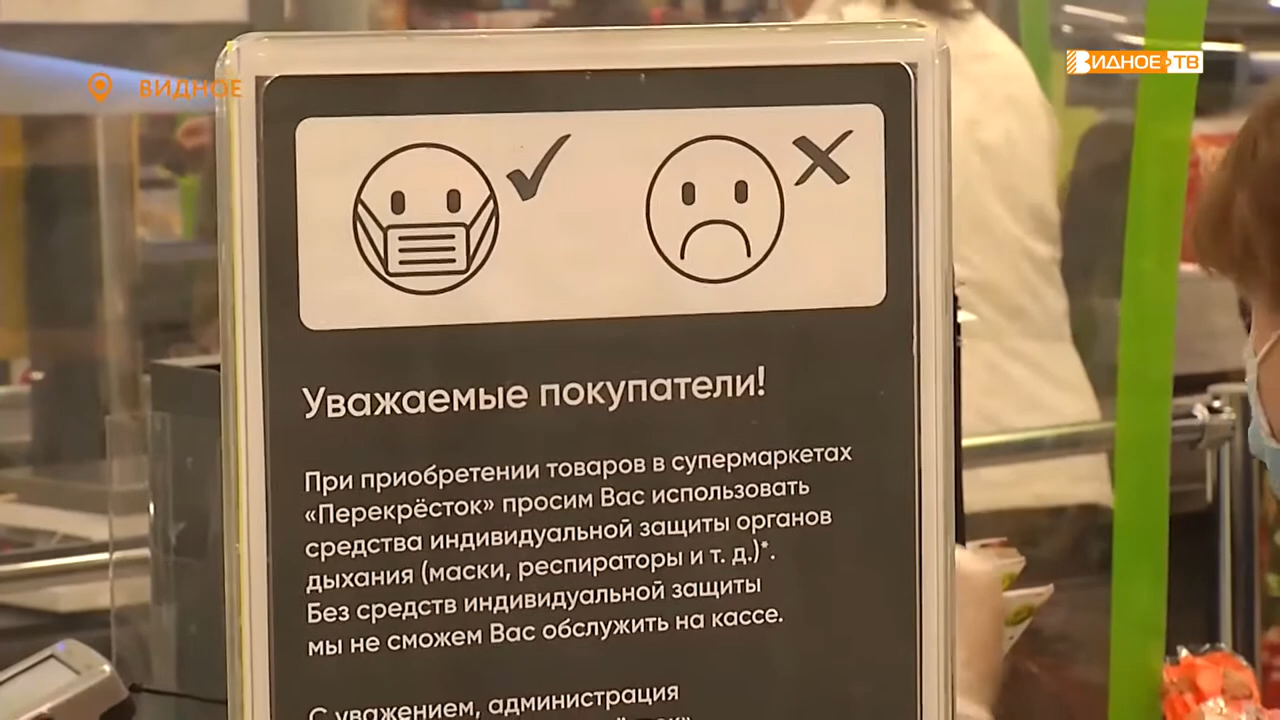 ВИДНОЕ
ВИДНОЕ ТВ
Уважаемые покупатели!
При приобретении товаров в супермаркетах
«Перекрёсток» просим Вас использовать
средства индивидуальной защиты органов
дыхания (маски, респираторы и т. д.)*.
Без средств индивидуальной защиты
мы не сможем Вас обслужить на кассе.
С уважением, администрация